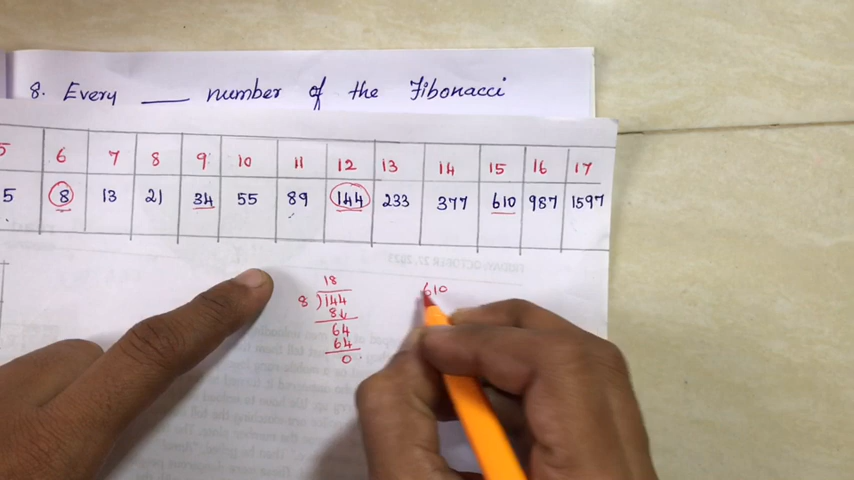 8. Every ___ number of the Fibonacci
5 6 7 8 9 10 11 12 13 14 15 16 17
5 8 13 21 34 55 89 144 233 377 610 987 1597
18
8 ) 144
8↓
64
64
0
610